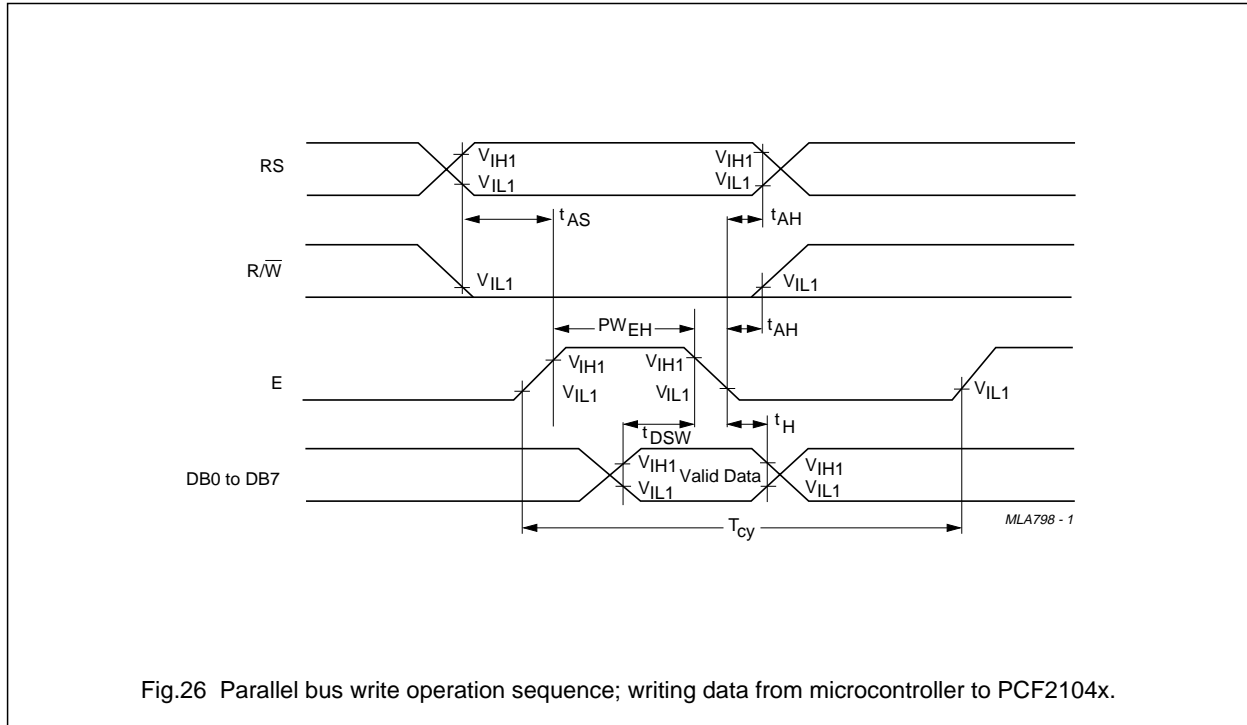 RS
VIH1
VIL1
VIH1
VIL1
tAS
tAH
R/W̅
VIL1
VIL1
PWEH
tAH
E
VIH1
VIL1
VIH1
VIL1
VIL1
tDSW
tH
DB0 to DB7
VIH1
VIL1
Valid Data
VIH1
VIL1
Tcy
MLA798 - 1
Fig.26 Parallel bus write operation sequence; writing data from microcontroller to PCF2104x.